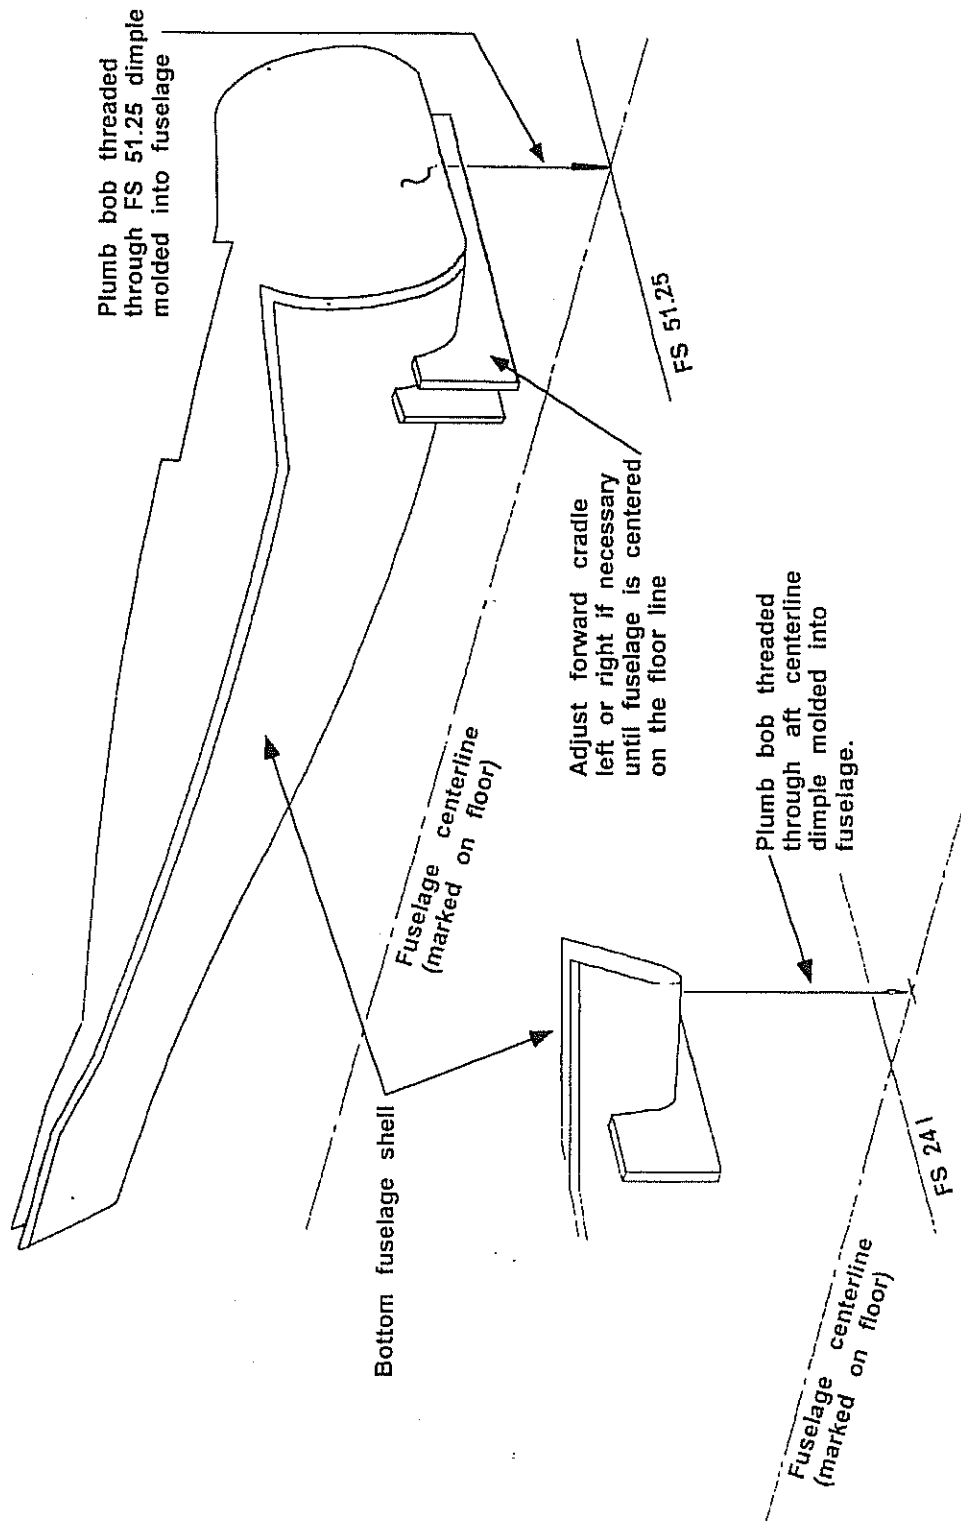 Plumb bob threaded
through FS 51.25 dimple
molded into fuselage
FS 51.25
Adjust forward cradle
left or right if necessary
until fuselage is centered
on the floor line
Fuselage centerline
(marked on floor)
Bottom fuselage shell
Plumb bob threaded
through aft centerline
dimple molded into
fuselage.
FS 241
Fuselage centerline
(marked on floor)